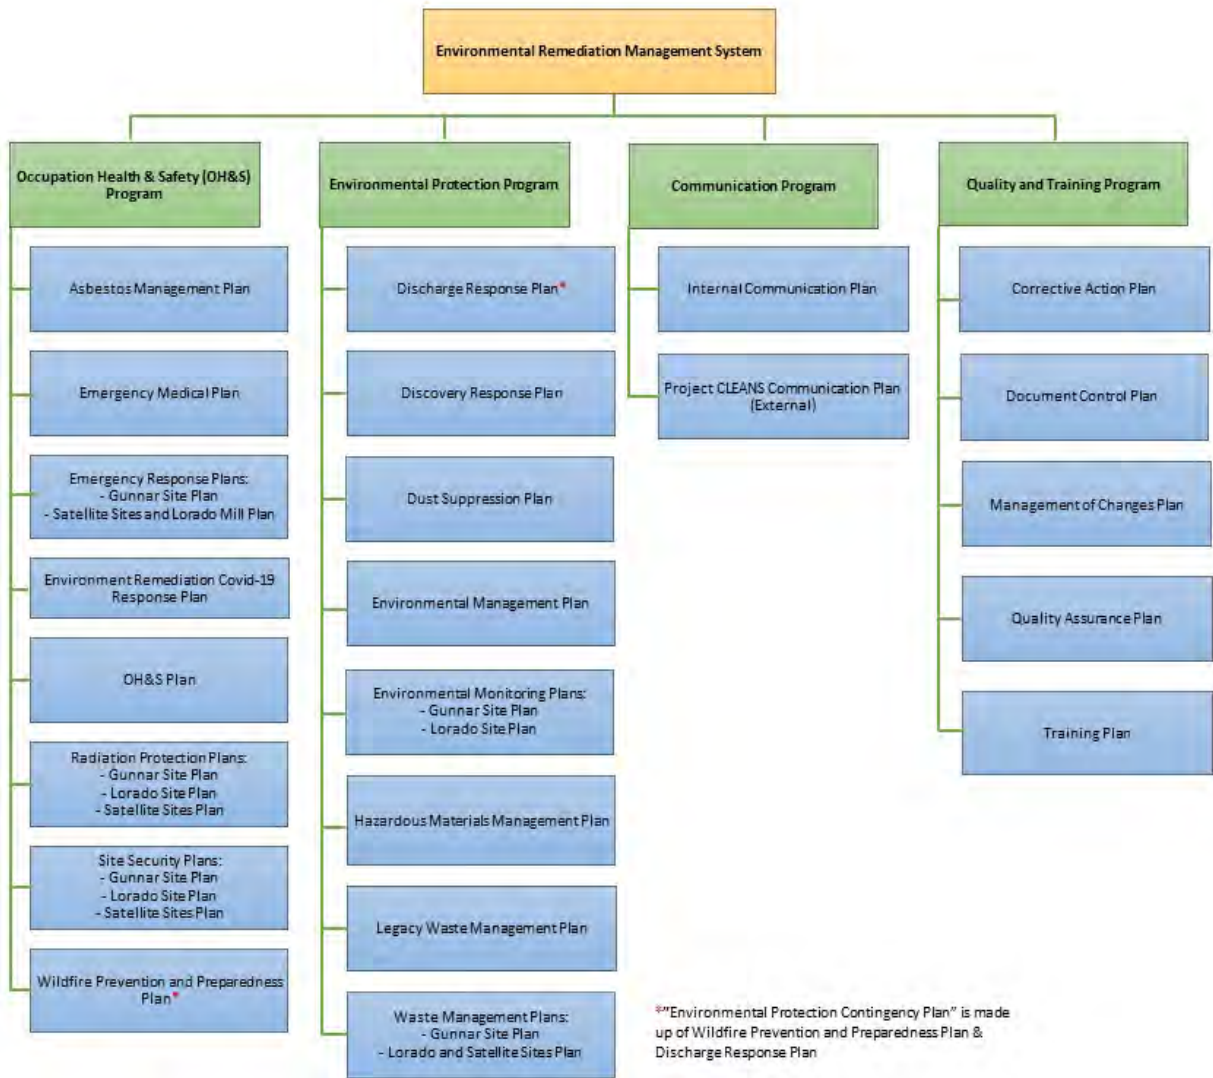 Environmental Remediation Management System
Occupation Health & Safety (OH&S)
Program
Asbestos Management Plan
Emergency Medical Plan
Emergency Response Plans:
- Gunnar Site Plan
- Satellite Sites and Lorado Mill Plan
Environment Remediation Covid-19
Response Plan
OH&S Plan
Radiation Protection Plans:
- Gunnar Site Plan
- Lorado Site Plan
- Satellite Sites Plan
Site Security Plans:
- Gunnar Site Plan
- Lorado Site Plan
- Satellite Sites Plan
Wildfire Prevention and Preparedness
Plan*
Environmental Protection Program
Discharge Response Plan*
Discovery Response Plan
Dust Suppression Plan
Environmental Management Plan
Environmental Monitoring Plans:
- Gunnar Site Plan
- Lorado Site Plan
Hazardous Materials Management Plan
Legacy Waste Management Plan
Waste Management Plans:
- Gunnar Site Plan
- Lorado and Satellite Sites Plan
Communication Program
Internal Communication Plan
Project CLEANS Communication Plan
(External)
Quality and Training Program
Corrective Action Plan
Document Control Plan
Management of Changes Plan
Quality Assurance Plan
Training Plan
*"Environmental Protection Contingency Plan" is made
up of Wildfire Prevention and Preparedness Plan &
Discharge Response Plan